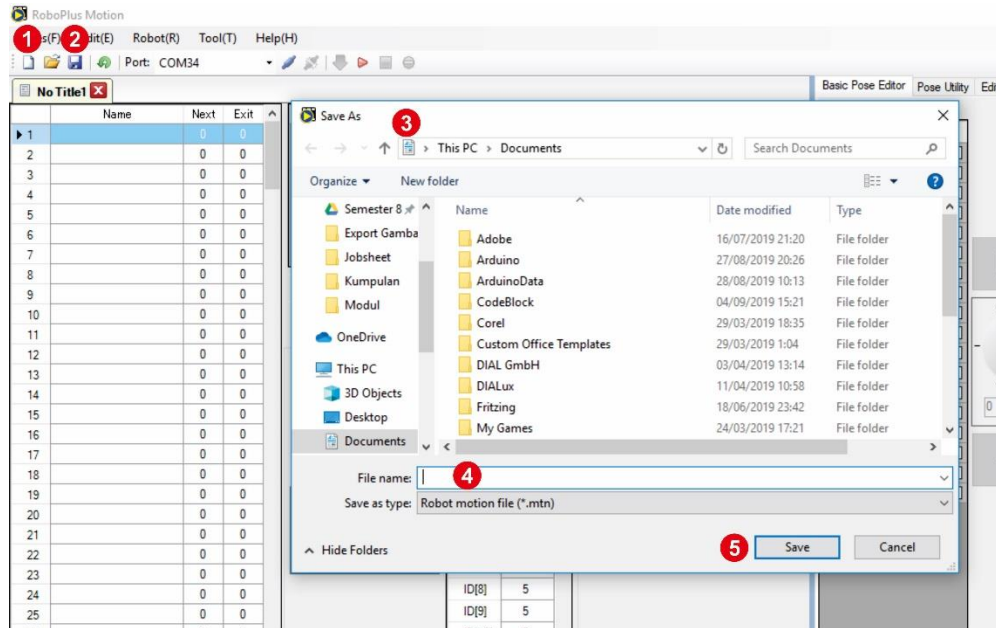 RoboPlus Motion
1 s(F) 2 dit(E) Robot(R) Tool(T) Help(H)
Port: COM34
No Title1
Basic Pose Editor Pose Utility Edi
Name Next Exit
1 0 0
2 0 0
3 0 0
4 0 0
5 0 0
6 0 0
7 0 0
8 0 0
9 0 0
10 0 0
11 0 0
12 0 0
13 0 0
14 0 0
15 0 0
16 0 0
17 0 0
18 0 0
19 0 0
20 0 0
21 0 0
22 0 0
23 0 0
24 0 0
25 0 0
Save As
3
This PC > Documents
Search Documents
Organize New folder
Semester 8
Export Gamba
Jobsheet
Kumpulan
Modul
OneDrive
This PC
3D Objects
Desktop
Documents
Name Date modified Type
Adobe 16/07/2019 21:20 File folder
Arduino 27/08/2019 20:26 File folder
ArduinoData 28/08/2019 10:13 File folder
CodeBlock 04/09/2019 15:21 File folder
Corel 29/03/2019 18:35 File folder
Custom Office Templates 29/03/2019 1:04 File folder
DIAL GmbH 03/04/2019 13:14 File folder
DIALux 11/04/2019 10:58 File folder
Fritzing 18/06/2019 23:42 File folder
My Games 24/03/2019 17:21 File folder
File name: 4
Save as type: Robot motion file (*.mtn)
Hide Folders
5 Save Cancel
ID[8] 5
ID[9] 5
0